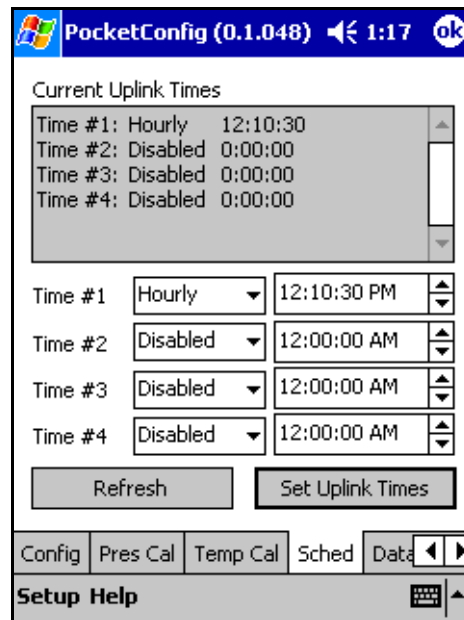 PocketConfig (0.1.048) 1:17 ok
Current Uplink Times
Time #1: Hourly 12:10:30
Time #2: Disabled 0:00:00
Time #3: Disabled 0:00:00
Time #4: Disabled 0:00:00
Time #1 Hourly 12:10:30 PM
Time #2 Disabled 12:00:00 AM
Time #3 Disabled 12:00:00 AM
Time #4 Disabled 12:00:00 AM
Refresh Set Uplink Times
Config Pres Cal Temp Cal Sched Data
Setup Help